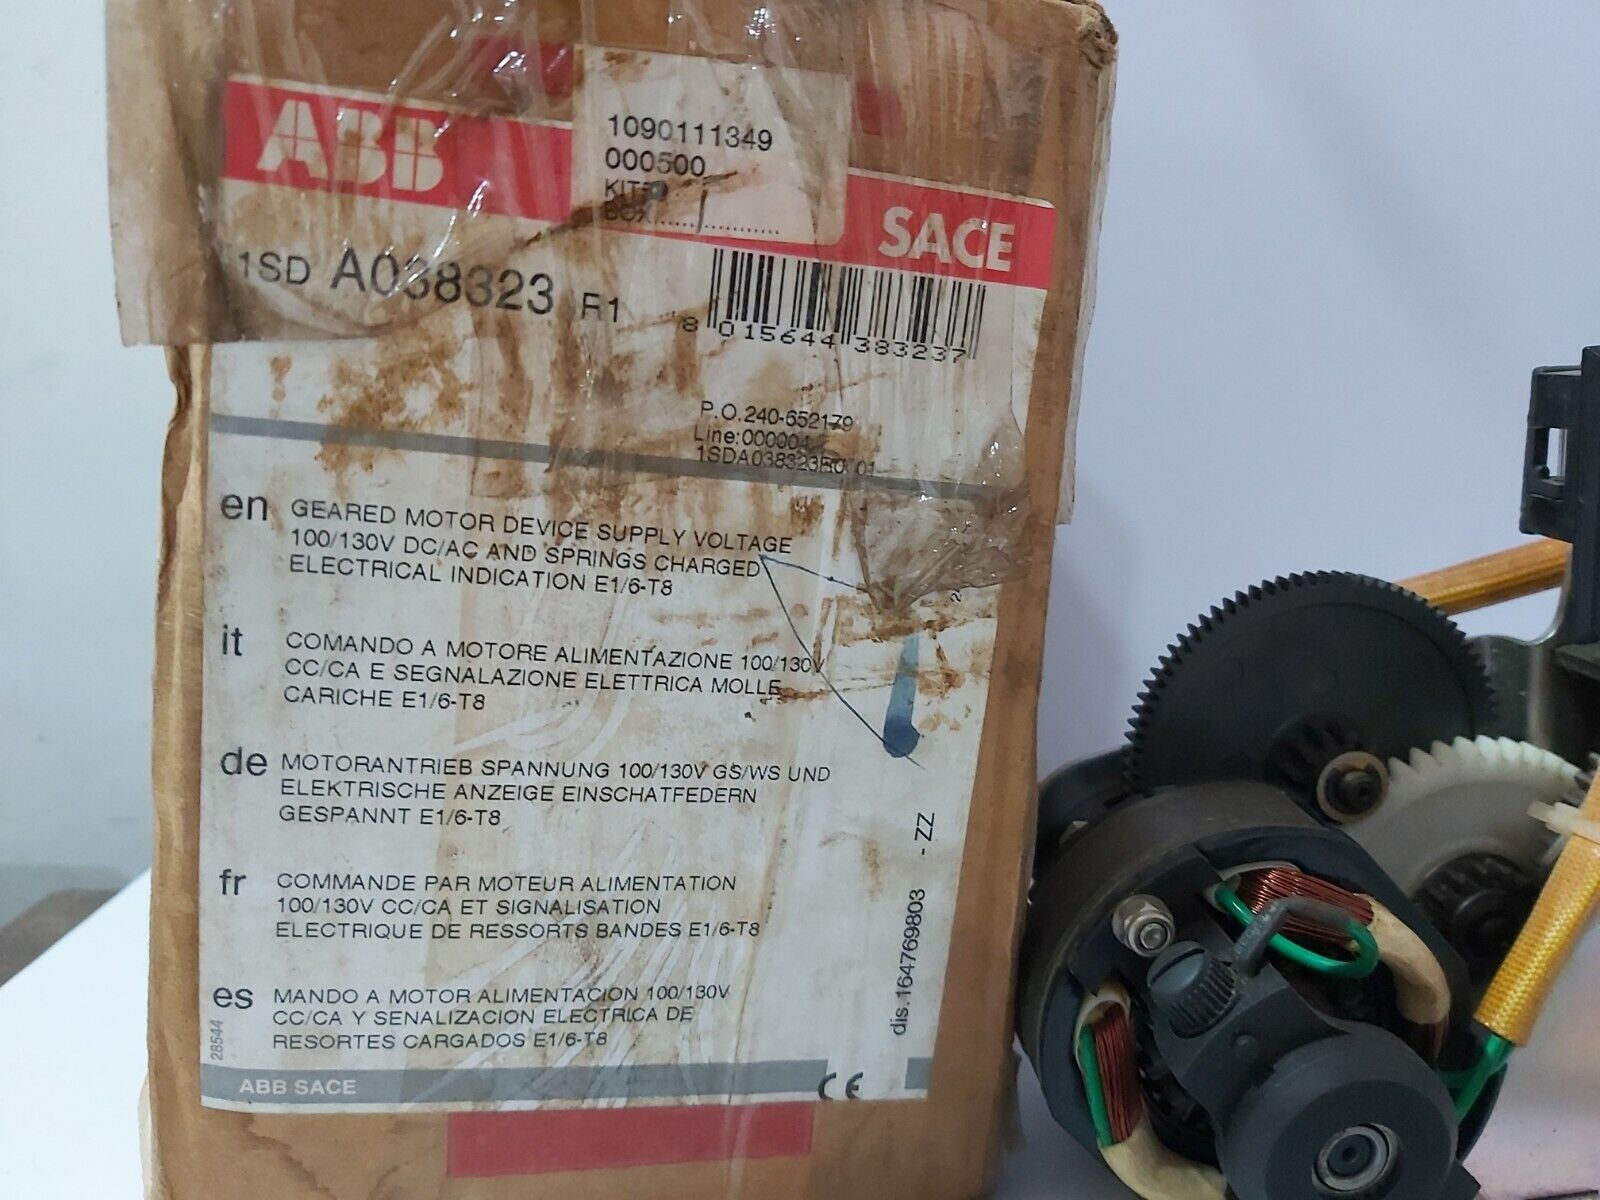 ABB
1090111349
000500
KIT
BOX
SACE
1SD A038323 R1
8 015644 383237
P.O.240-652179
Line:000004
1SDA038323R0 01
en GEARED MOTOR DEVICE SUPPLY VOLTAGE
100/130V DC/AC AND SPRINGS CHARGED
ELECTRICAL INDICATION E1/6-T8
it COMANDO A MOTORE ALIMENTAZIONE 100/130V
CC/CA E SEGNALAZIONE ELETTRICA MOLLE
CARICHE E1/6-T8
de MOTORANTRIEB SPANNUNG 100/130V GS/WS UND
ELEKTRISCHE ANZEIGE EINSCHATFEDERN
GESPANNT E1/6-T8
fr COMMANDE PAR MOTEUR ALIMENTATION
100/130V CC/CA ET SIGNALISATION
ELECTRIQUE DE RESSORTS BANDES E1/6-T8
es MANDO A MOTOR ALIMENTACION 100/130V
CC/CA Y SENALIZACION ELECTRICA DE
RESORTES CARGADOS E1/6-T8
28544
dis.164769803 - ZZ
ABB SACE
CE